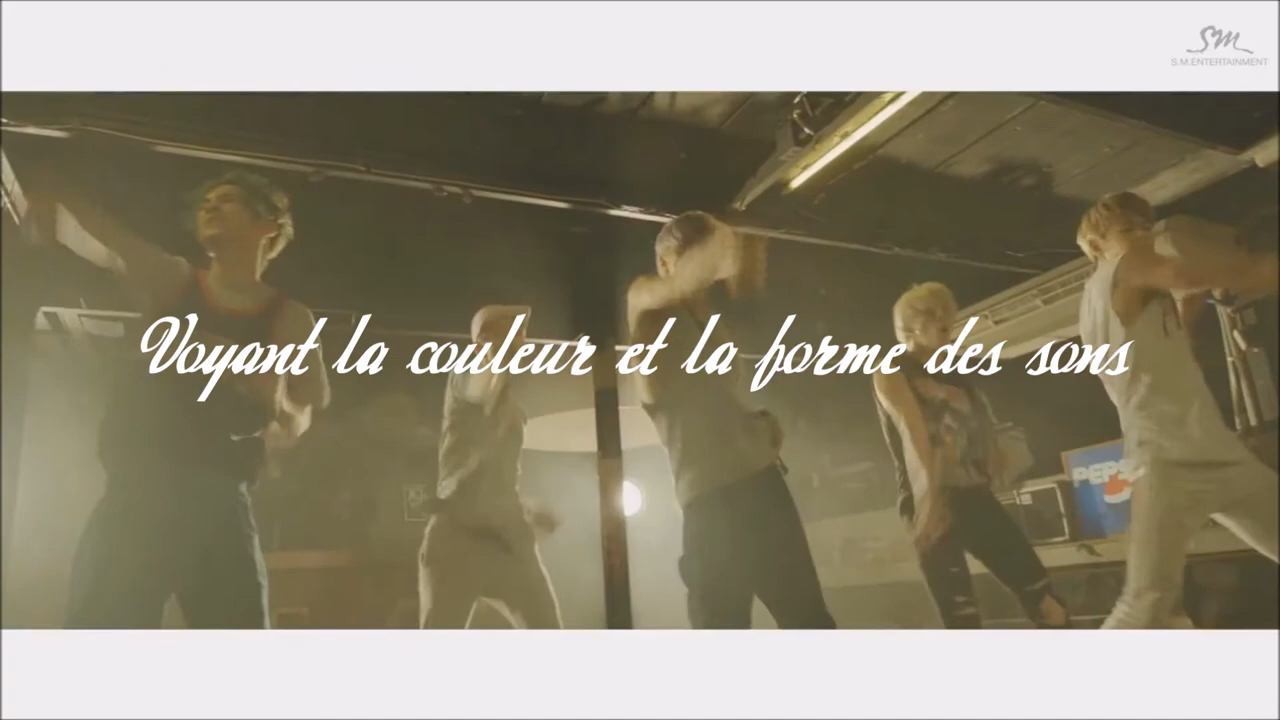 SM
S.M.ENTERTAINMENT
Voyant la couleur et la forme des sons
PEPSI